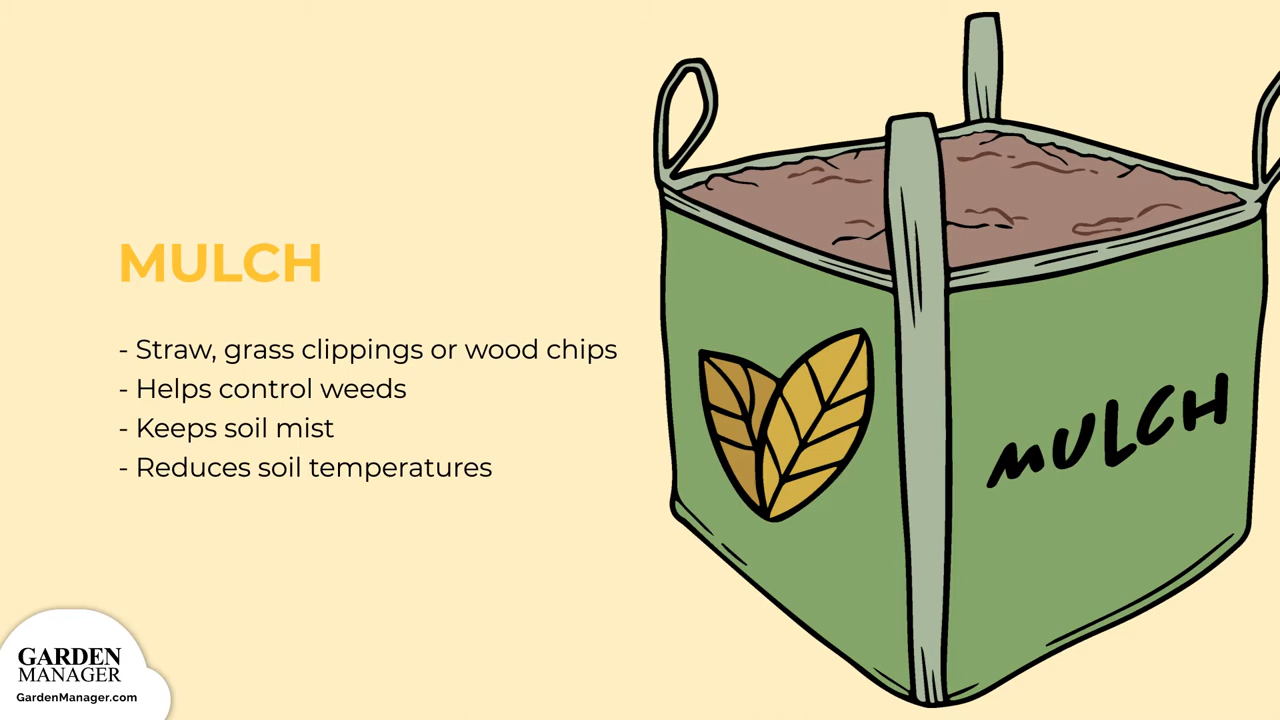 MULCH
- Straw, grass clippings or wood chips
- Helps control weeds
- Keeps soil mist
- Reduces soil temperatures
MULCH
GARDEN
MANAGER
GardenManager.com